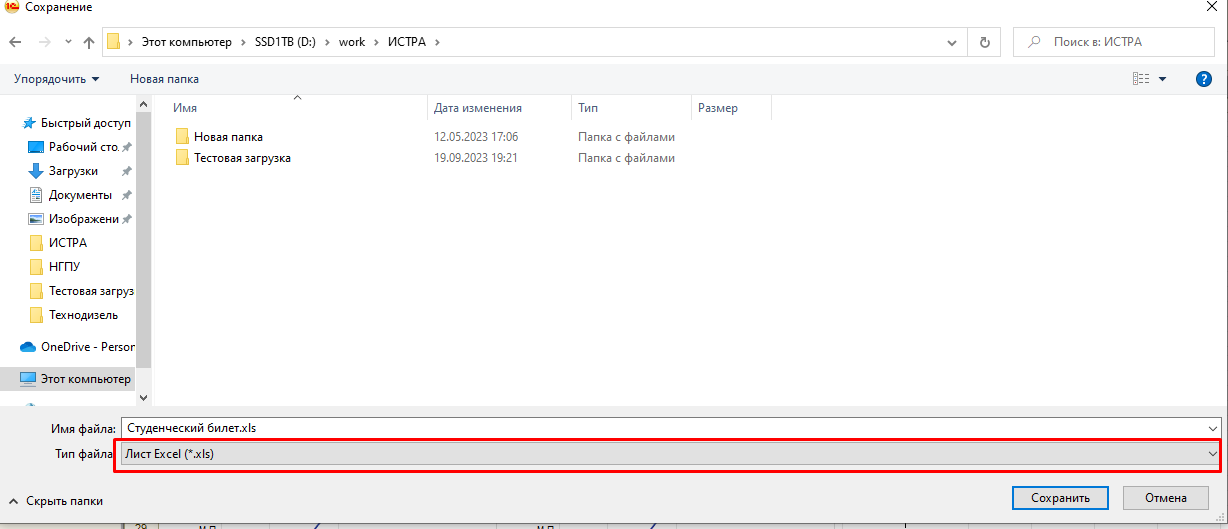 Сохранение
Этот компьютер > SSD1TB (D:) > work > ИСТРА >
Поиск в: ИСТРА
Упорядочить Новая папка
Имя Дата изменения Тип Размер
Быстрый доступ
Рабочий сто.
Загрузки
Документы
Изображени
ИСТРА
НГПУ
Тестовая загруз
Технодизель
OneDrive - Person
Этот компьютер
Новая папка 12.05.2023 17:06 Папка с файлами
Тестовая загрузка 19.09.2023 19:21 Папка с файлами
Имя файла: Студенческий билет.xls
Тип файла: Лист Excel (*.xls)
Скрыть папки
Сохранить Отмена
29